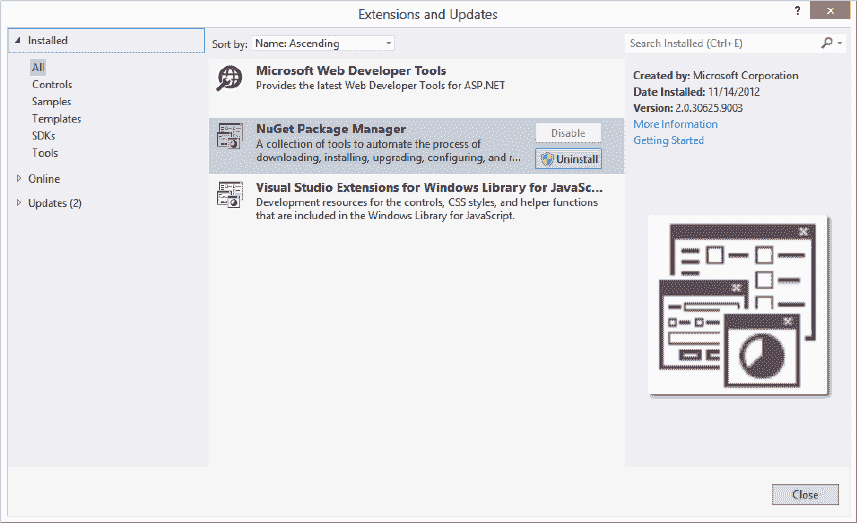 Extensions and Updates
?
Installed
All
Controls
Samples
Templates
SDKs
Tools
Online
Updates (2)
Sort by: Name: Ascending
Microsoft Web Developer Tools
Provides the latest Web Developer Tools for ASP.NET
NuGet Package Manager
A collection of tools to automate the process of
downloading, installing, upgrading, configuring, and r...
Disable
Uninstall
Visual Studio Extensions for Windows Library for JavaSc...
Development resources for the controls, CSS styles, and helper functions
that are included in the Windows Library for JavaScript.
Search Installed (Ctrl+E)
Created by: Microsoft Corporation
Date Installed: 11/14/2012
Version: 2.0.30625.9003
More Information
Getting Started
Close